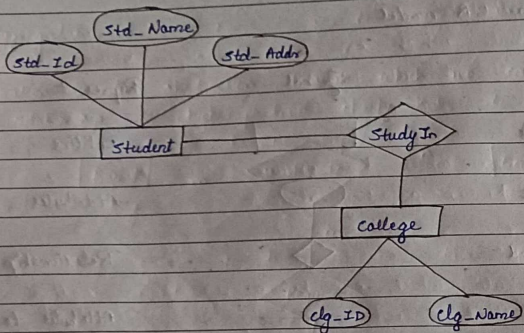 Std_Name
Std_Id
Std_Addr
Student
Study In
College
Clg_ID
Clg_Name